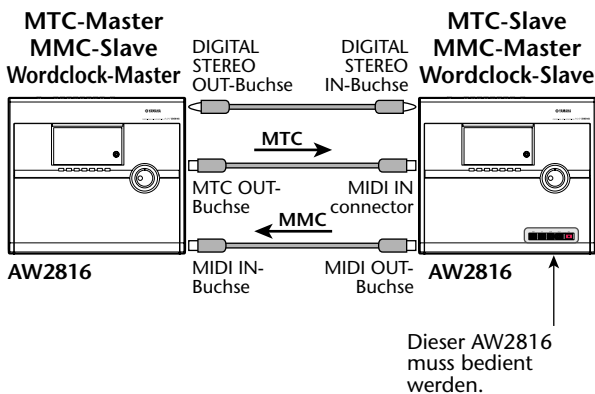 MTC-Master
MMC-Slave
Wordclock-Master
DIGITAL
STEREO
OUT-Buchse
DIGITAL
STEREO
IN-Buchse
MTC-Slave
MMC-Master
Wordclock-Slave
MTC
MTC OUT-
Buchse
MIDI IN
connector
MMC
MIDI IN-
Buchse
MIDI OUT-
Buchse
AW2816
AW2816
Dieser AW2816
muss bedient
werden.